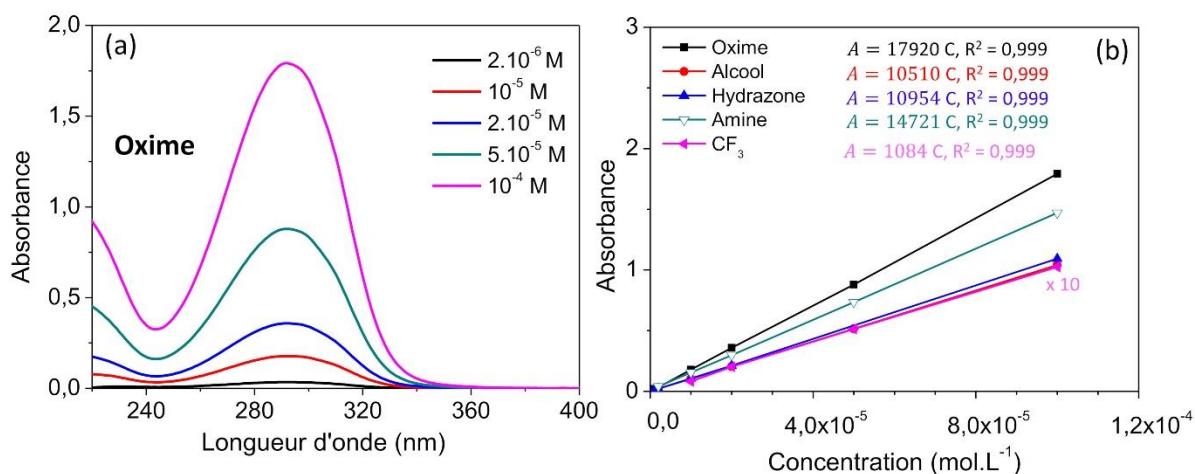 (a)
2,0
1,5
1,0
0,5
0,0
Absorbance
Oxime
2.10⁻⁶ M
10⁻⁵ M
2.10⁻⁵ M
5.10⁻⁵ M
10⁻⁴ M
240 280 320 360 400
Longueur d'onde (nm)
(b)
3
2
1
0
Absorbance
Oxime A = 17920 C, R² = 0,999
Alcool A = 10510 C, R² = 0,999
Hydrazone A = 10954 C, R² = 0,999
Amine A = 14721 C, R² = 0,999
CF₃ A = 1084 C, R² = 0,999
x 10
0,0 4,0x10⁻⁵ 8,0x10⁻⁵ 1,2x10⁻⁴
Concentration (mol.L⁻¹)